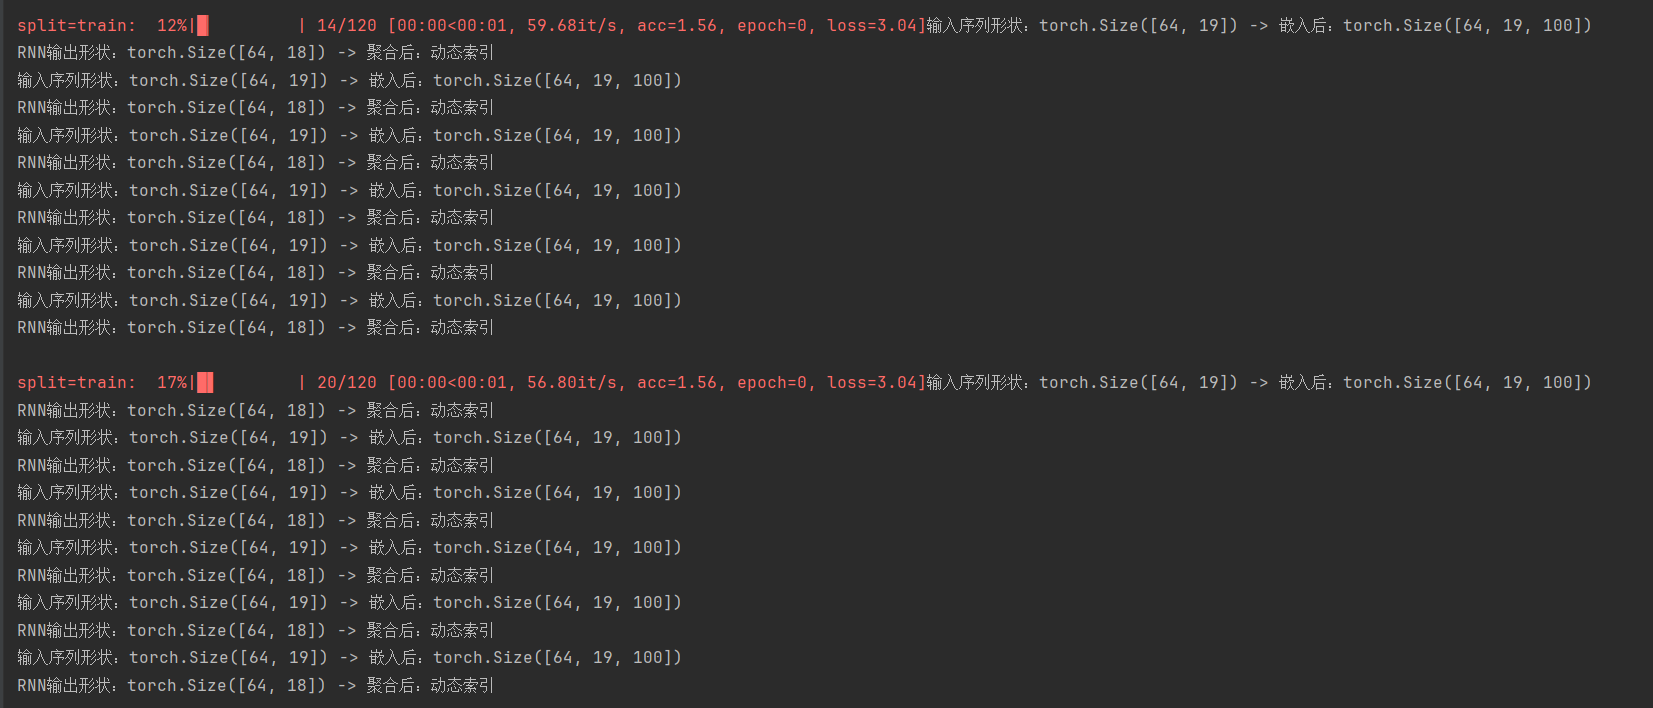 split=train:  12%|█▏        | 14/120 [00:00<00:01, 59.68it/s, acc=1.56, epoch=0, loss=3.04]输入序列形状：torch.Size([64, 19]) -> 嵌入后：torch.Size([64, 19, 100])
RNN输出形状：torch.Size([64, 18]) -> 聚合后：动态索引
输入序列形状：torch.Size([64, 19]) -> 嵌入后：torch.Size([64, 19, 100])
RNN输出形状：torch.Size([64, 18]) -> 聚合后：动态索引
输入序列形状：torch.Size([64, 19]) -> 嵌入后：torch.Size([64, 19, 100])
RNN输出形状：torch.Size([64, 18]) -> 聚合后：动态索引
输入序列形状：torch.Size([64, 19]) -> 嵌入后：torch.Size([64, 19, 100])
RNN输出形状：torch.Size([64, 18]) -> 聚合后：动态索引
输入序列形状：torch.Size([64, 19]) -> 嵌入后：torch.Size([64, 19, 100])
RNN输出形状：torch.Size([64, 18]) -> 聚合后：动态索引
输入序列形状：torch.Size([64, 19]) -> 嵌入后：torch.Size([64, 19, 100])
RNN输出形状：torch.Size([64, 18]) -> 聚合后：动态索引
split=train:  17%|█▋        | 20/120 [00:00<00:01, 56.80it/s, acc=1.56, epoch=0, loss=3.04]输入序列形状：torch.Size([64, 19]) -> 嵌入后：torch.Size([64, 19, 100])
RNN输出形状：torch.Size([64, 18]) -> 聚合后：动态索引
输入序列形状：torch.Size([64, 19]) -> 嵌入后：torch.Size([64, 19, 100])
RNN输出形状：torch.Size([64, 18]) -> 聚合后：动态索引
输入序列形状：torch.Size([64, 19]) -> 嵌入后：torch.Size([64, 19, 100])
RNN输出形状：torch.Size([64, 18]) -> 聚合后：动态索引
输入序列形状：torch.Size([64, 19]) -> 嵌入后：torch.Size([64, 19, 100])
RNN输出形状：torch.Size([64, 18]) -> 聚合后：动态索引
输入序列形状：torch.Size([64, 19]) -> 嵌入后：torch.Size([64, 19, 100])
RNN输出形状：torch.Size([64, 18]) -> 聚合后：动态索引
输入序列形状：torch.Size([64, 19]) -> 嵌入后：torch.Size([64, 19, 100])
RNN输出形状：torch.Size([64, 18]) -> 聚合后：动态索引